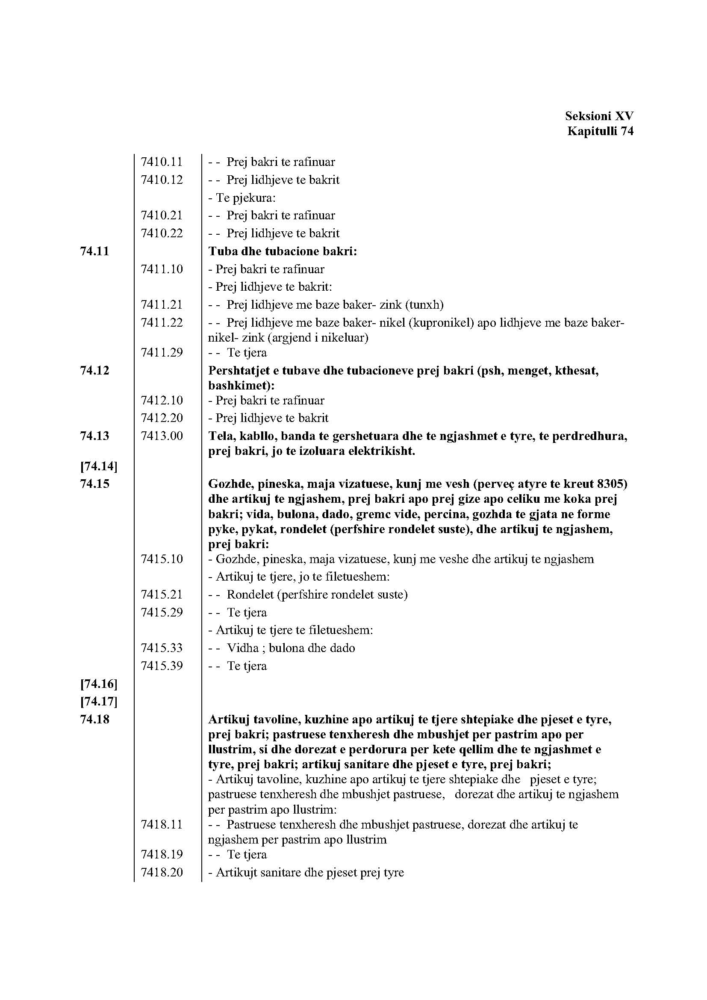 Seksioni XV
Kapitulli 74
7410.11 - - Prej bakri te rafinuar
7410.12 - - Prej lidhjeve te bakrit
- Te pjekura:
7410.21 - - Prej bakri te rafinuar
7410.22 - - Prej lidhjeve te bakrit
74.11 Tuba dhe tubacione bakri:
7411.10 - Prej bakri te rafinuar
- Prej lidhjeve te bakrit:
7411.21 - - Prej lidhjeve me baze baker- zink (tunxh)
7411.22 - - Prej lidhjeve me baze baker- nikel (kupronikel) apo lidhjeve me baze baker-
nikel- zink (argjend i nikeluar)
7411.29 - - Te tjera
74.12 Pershtatjet e tubave dhe tubacioneve prej bakri (psh, menget, kthesat,
bashkimet):
7412.10 - Prej bakri te rafinuar
7412.20 - Prej lidhjeve te bakrit
74.13 7413.00 Tela, kabllo, banda te gershetuara dhe te ngjashmet e tyre, te perdredhura,
prej bakri, jo te izoluara elektrikisht.
[74.14]
74.15 Gozhde, pineska, maja vizatuese, kunj me vesh (perveç atyre te kreut 8305)
dhe artikuj te ngjashem, prej bakri apo prej gize apo celiku me koka prej
bakri; vida, bulona, dado, gremc vide, percina, gozhda te gjata ne forme
pyke, pykat, rondelet (perfshire rondelet suste), dhe artikuj te ngjashem,
prej bakri:
7415.10 - Gozhde, pineska, maja vizatuese, kunj me veshe dhe artikuj te ngjashem
- Artikuj te tjere, jo te filetueshem:
7415.21 - - Rondelet (perfshire rondelet suste)
7415.29 - - Te tjera
- Artikuj te tjere te filetueshem:
7415.33 - - Vidha ; bulona dhe dado
7415.39 - - Te tjera
[74.16]
[74.17]
74.18 Artikuj tavoline, kuzhine apo artikuj te tjere shtepiake dhe pjeset e tyre,
prej bakri; pastruese tenxheresh dhe mbushjet per pastrim apo per
llustrim, si dhe dorezat e perdorura per kete qellim dhe te ngjashmet e
tyre, prej bakri; artikuj sanitare dhe pjeset e tyre, prej bakri;
- Artikuj tavoline, kuzhine apo artikuj te tjere shtepiake dhe pjeset e tyre;
pastruese tenxheresh dhe mbushjet pastruese, dorezat dhe artikuj te ngjashem
per pastrim apo llustrim:
7418.11 - - Pastruese tenxheresh dhe mbushjet pastruese, dorezat dhe artikuj te
ngjashem per pastrim apo llustrim
7418.19 - - Te tjera
7418.20 - Artikujt sanitare dhe pjeset prej tyre